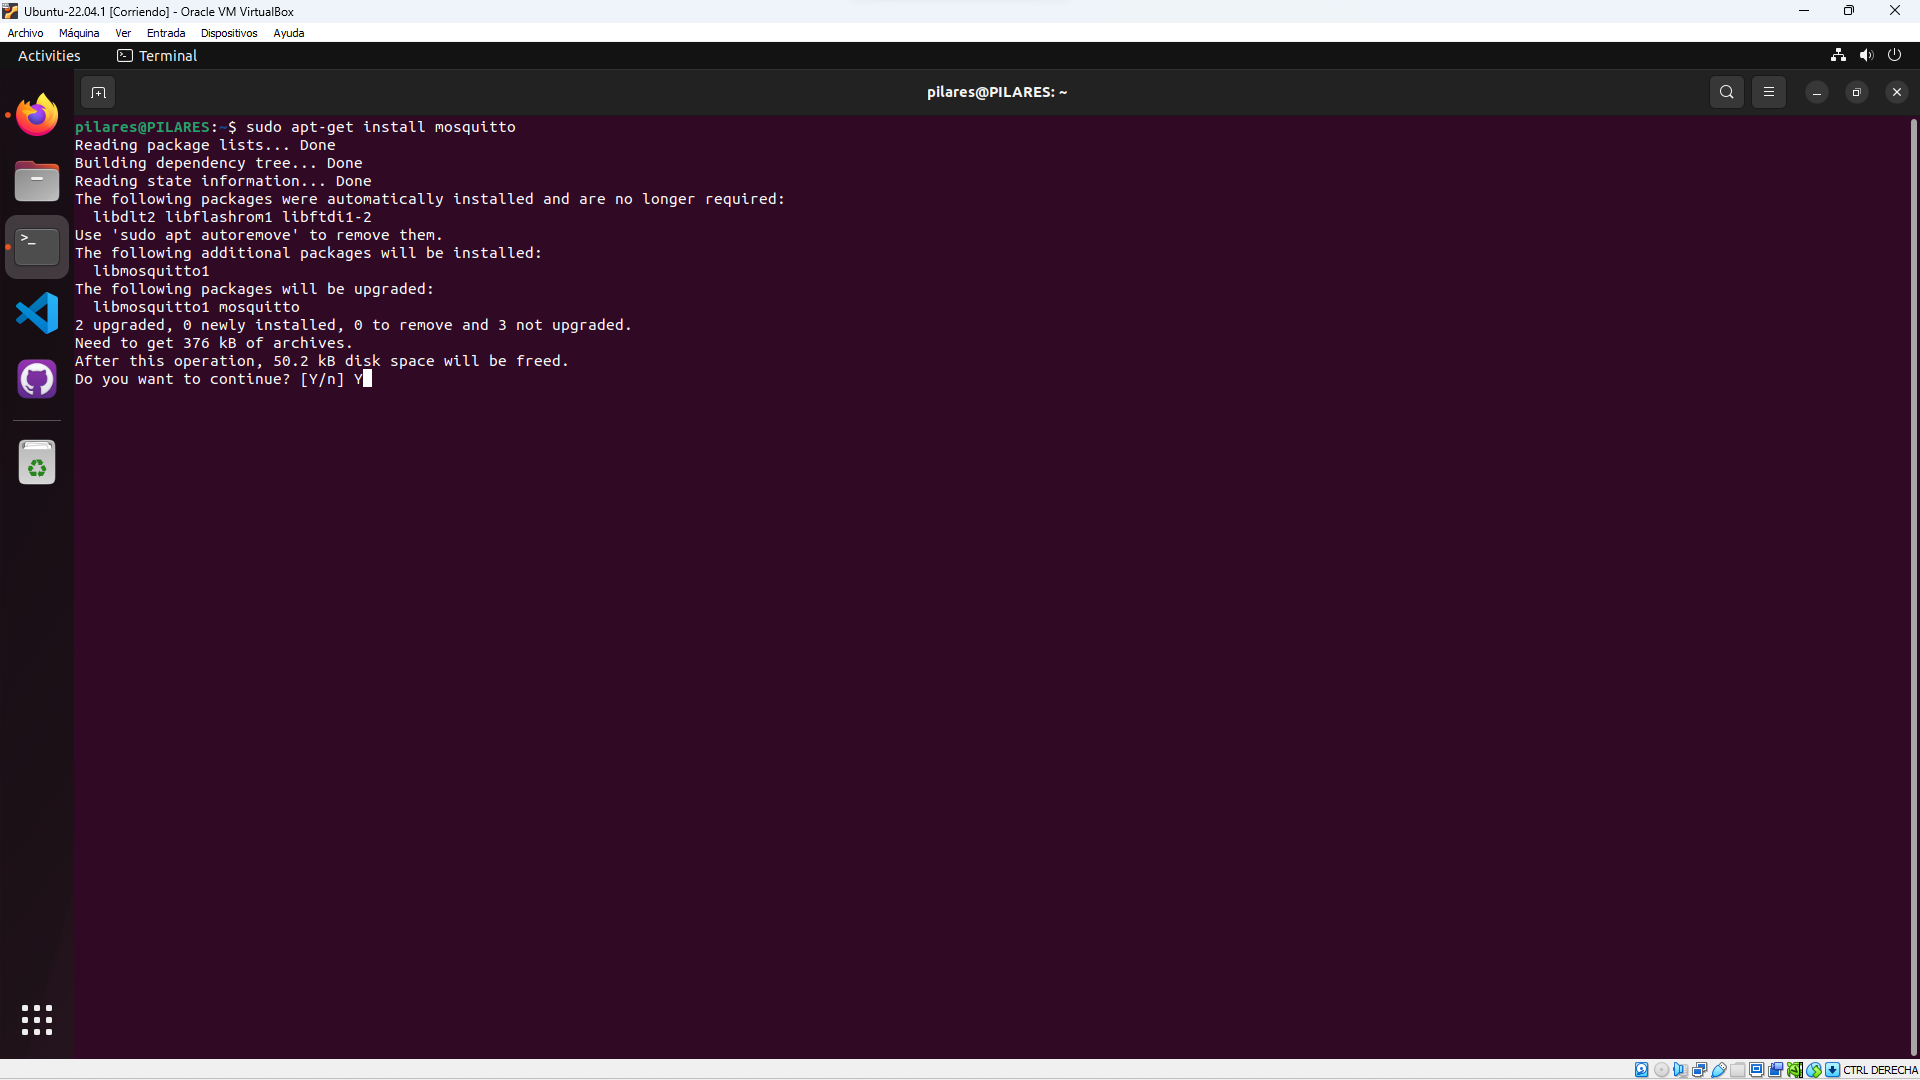 Ubuntu-22.04.1 [Corriendo] - Oracle VM VirtualBox
Archivo Máquina Ver Entrada Dispositivos Ayuda
Activities Terminal
pilares@PILARES: ~
pilares@PILARES:~$ sudo apt-get install mosquitto
Reading package lists... Done
Building dependency tree... Done
Reading state information... Done
The following packages were automatically installed and are no longer required:
  libdlt2 libflashrom1 libftdi1-2
Use 'sudo apt autoremove' to remove them.
The following additional packages will be installed:
  libmosquitto1
The following packages will be upgraded:
  libmosquitto1 mosquitto
2 upgraded, 0 newly installed, 0 to remove and 3 not upgraded.
Need to get 376 kB of archives.
After this operation, 50.2 kB disk space will be freed.
Do you want to continue? [Y/n] Y
CTRL DERECHA